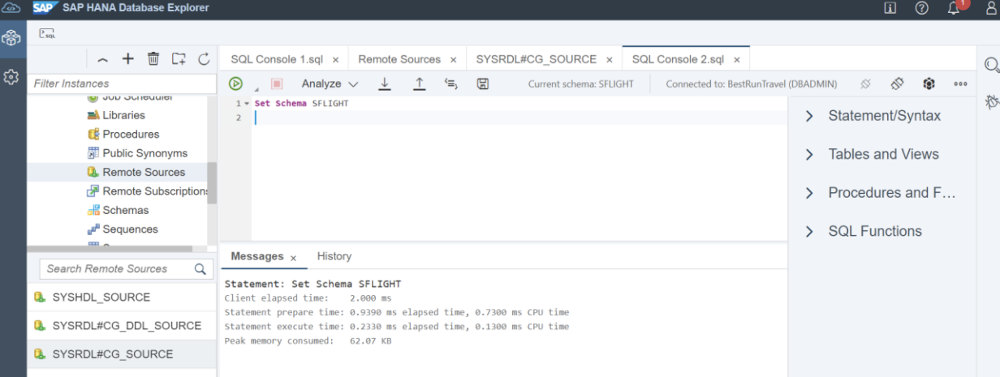 SAP SAP HANA Database Explorer
1
SQL
SQL Console 1.sql × Remote Sources × SYSRDL#CG_SOURCE × SQL Console 2.sql ×
Filter Instances
Analyze
Current schema: SFLIGHT
Connected to: BestRunTravel (DBADMIN)
Job Scheduler
Libraries
Procedures
Public Synonyms
Remote Sources
Remote Subscriptions
Schemas
Sequences
1 Set Schema SFLIGHT
2
Statement/Syntax
Tables and Views
Procedures and F...
SQL Functions
Search Remote Sources
SYSHDL_SOURCE
SYSRDL#CG_DDL_SOURCE
SYSRDL#CG_SOURCE
Messages × History
Statement: Set Schema SFLIGHT
Client elapsed time: 2.000 ms
Statement prepare time: 0.9390 ms elapsed time, 0.7300 ms CPU time
Statement execute time: 0.2330 ms elapsed time, 0.1300 ms CPU time
Peak memory consumed: 62.07 KB